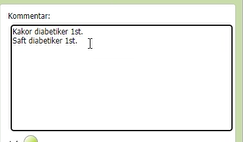 Kommentar:
Kakor diabetiker 1st.
Saft diabetiker 1st.